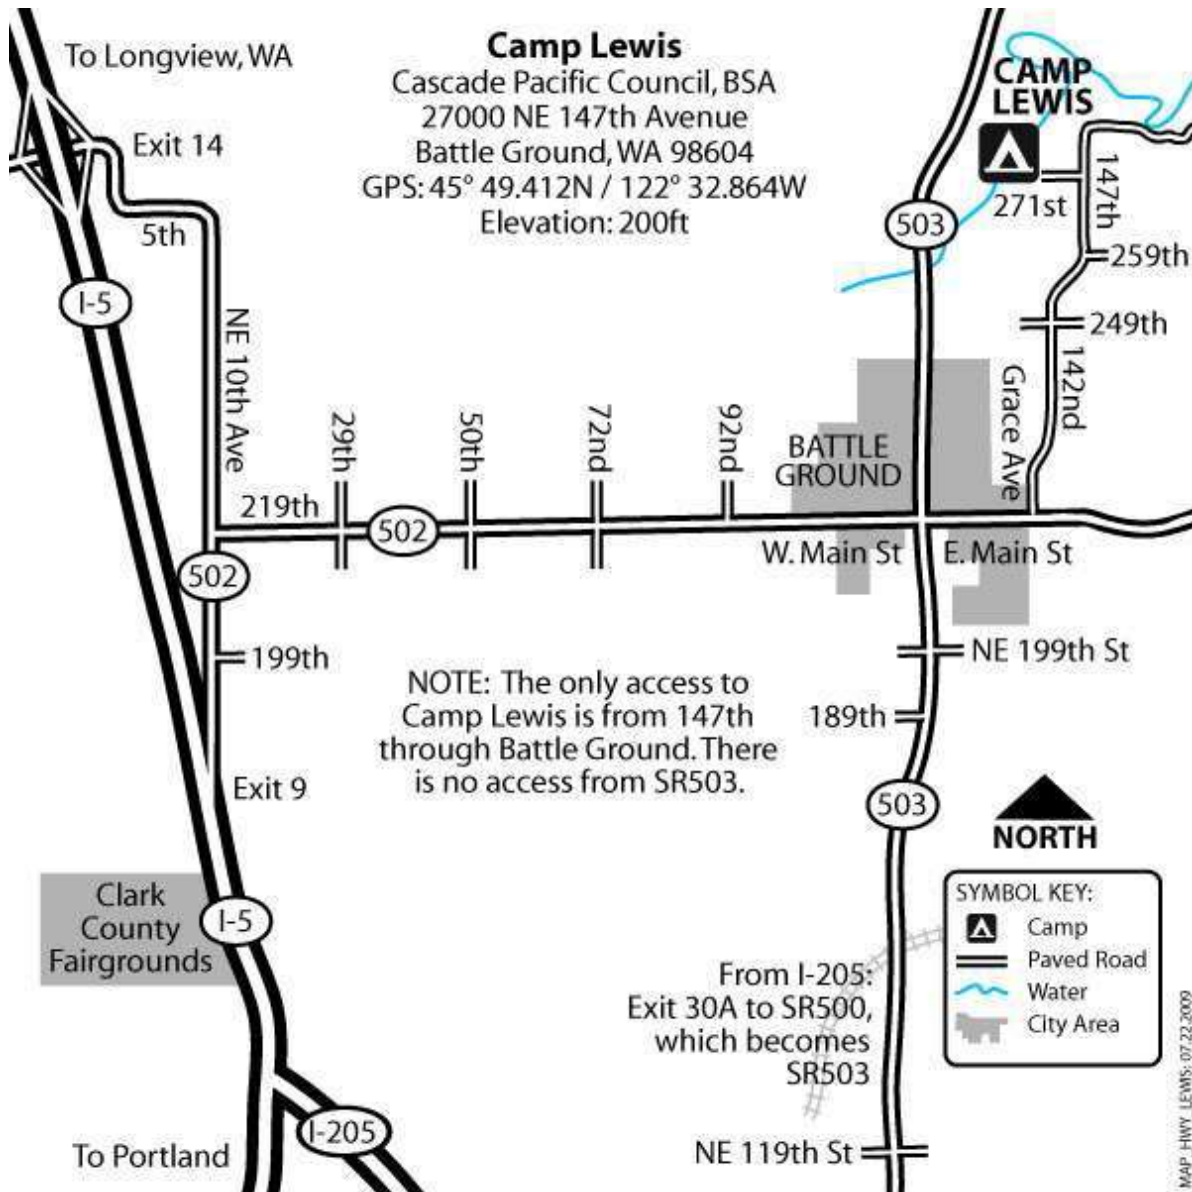 To Longview, WA
Camp Lewis
Cascade Pacific Council, BSA
27000 NE 147th Avenue
Battle Ground, WA 98604
GPS: 45° 49.412N / 122° 32.864W
Elevation: 200ft
CAMP
LEWIS
Exit 14
5th
I-5
NE 10th Ave
503
271st
147th
259th
249th
142nd
Grace Ave
29th
50th
72nd
92nd
BATTLE
GROUND
219th
502
W. Main St
E. Main St
502
199th
NE 199th St
189th
NOTE: The only access to
Camp Lewis is from 147th
through Battle Ground. There
is no access from SR503.
Exit 9
503
NORTH
Clark
County
Fairgrounds
I-5
SYMBOL KEY:
Camp
Paved Road
Water
City Area
From I-205:
Exit 30A to SR500,
which becomes
SR503
I-205
To Portland
NE 119th St
MAP_HWY_LEWIS: 07.22.2009